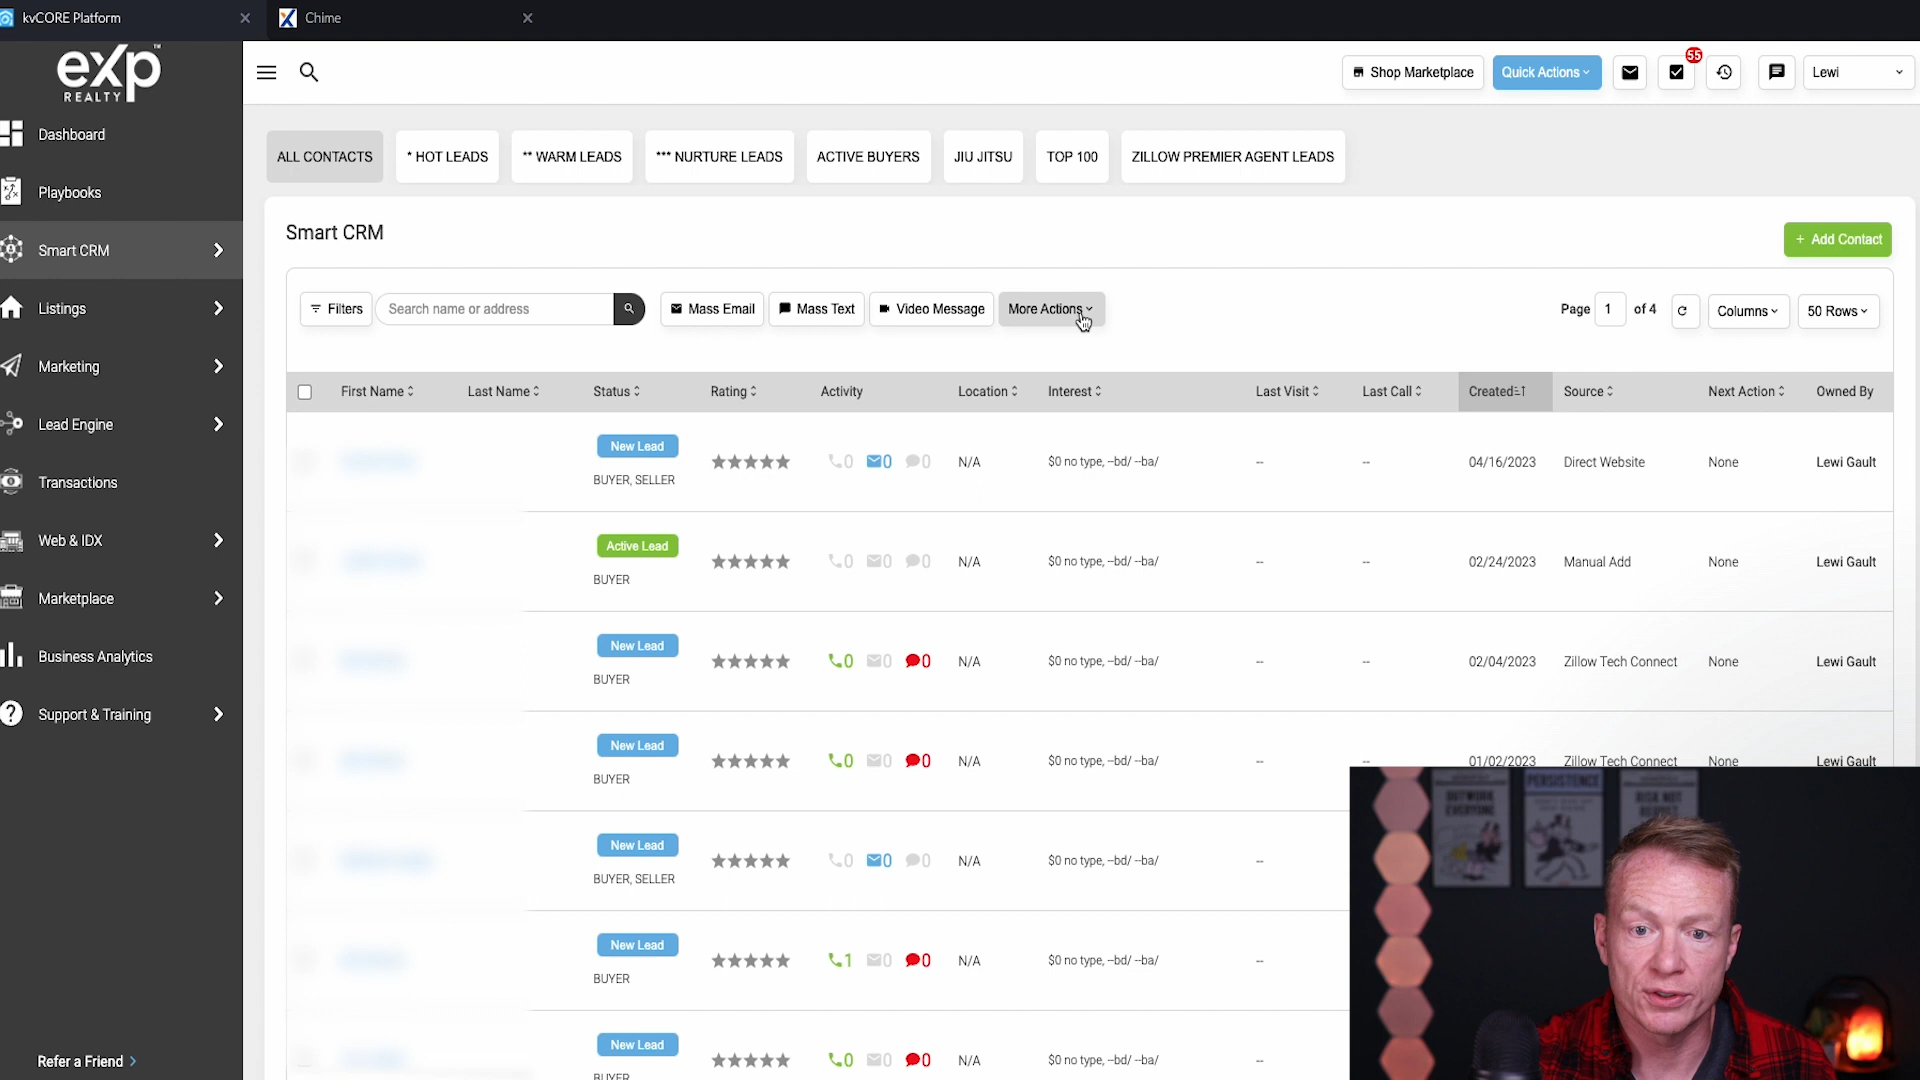 kvCORE Platform
Chime
eXp
REALTY
Shop Marketplace
Quick Actions
55
Lewi
Dashboard
Playbooks
Smart CRM
Listings
Marketing
Lead Engine
Transactions
Web & IDX
Marketplace
Business Analytics
Support & Training
Refer a Friend
ALL CONTACTS
* HOT LEADS
** WARM LEADS
*** NURTURE LEADS
ACTIVE BUYERS
JIU JITSU
TOP 100
ZILLOW PREMIER AGENT LEADS
Smart CRM
+ Add Contact
Filters
Search name or address
Mass Email
Mass Text
Video Message
More Actions
Page 1 of 4
Columns
50 Rows
First Name Last Name Status Rating Activity Location Interest Last Visit Last Call Created Source Next Action Owned By
New Lead
BUYER, SELLER
0 0 0 N/A $0 no type, --bd/ --ba/ -- -- 04/16/2023 Direct Website None Lewi Gault
Active Lead
BUYER
0 0 0 N/A $0 no type, --bd/ --ba/ -- -- 02/24/2023 Manual Add None Lewi Gault
New Lead
BUYER
0 0 0 N/A $0 no type, --bd/ --ba/ -- -- 02/04/2023 Zillow Tech Connect None Lewi Gault
New Lead
BUYER
0 0 0 N/A $0 no type, --bd/ --ba/ -- -- 01/02/2023 Zillow Tech Connect None Lewi Gault
New Lead
BUYER, SELLER
0 0 0 N/A $0 no type, --bd/ --ba/ --
New Lead
BUYER
1 0 0 N/A $0 no type, --bd/ --ba/ --
New Lead
BUYER
0 0 0 N/A $0 no type, --bd/ --ba/ --
OUTWORK
EVERYONE
PERSISTENCE
RISK NOT
REGRET